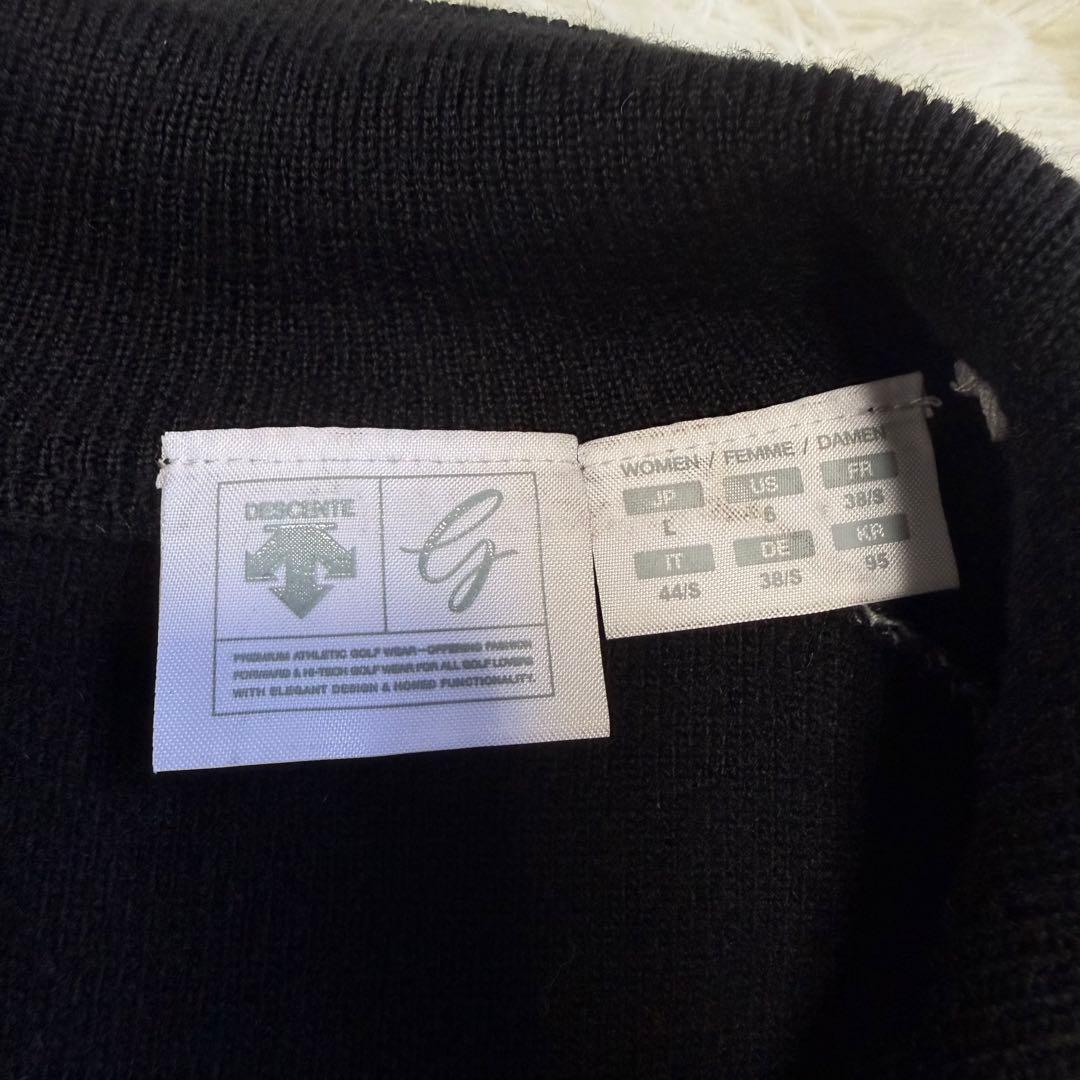 DESCENTE
G
PREMIUM ATHLETIC GOLF WEAR—OFFERING FASHION
FORWARD & HI-TECH GOLF WEAR FOR ALL GOLF LOVERS
WITH ELEGANT DESIGN & HONED FUNCTIONALITY.
WOMEN / FEMME / DAMEN
JP US FR
L 6 38/S
IT DE KR
44/S 38/S 95